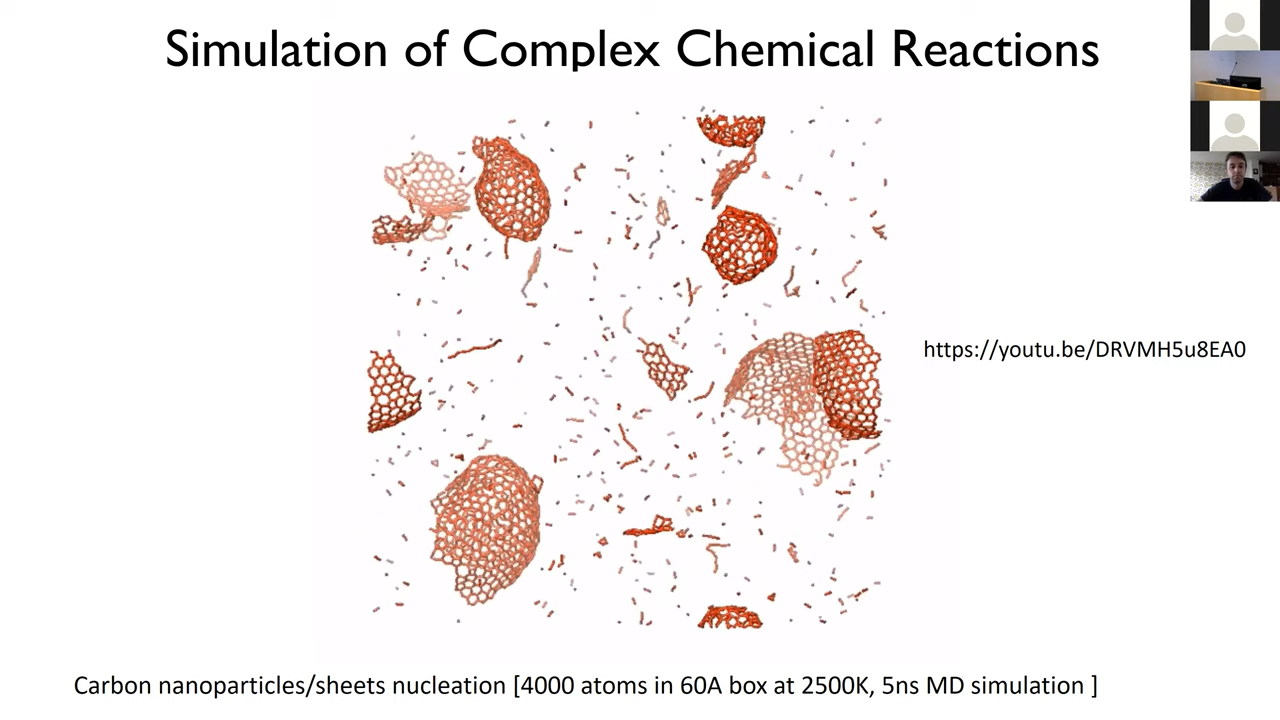 Simulation of Complex Chemical Reactions
https://youtu.be/DRVMH5u8EA0
Carbon nanoparticles/sheets nucleation [4000 atoms in 60A box at 2500K, 5ns MD simulation ]